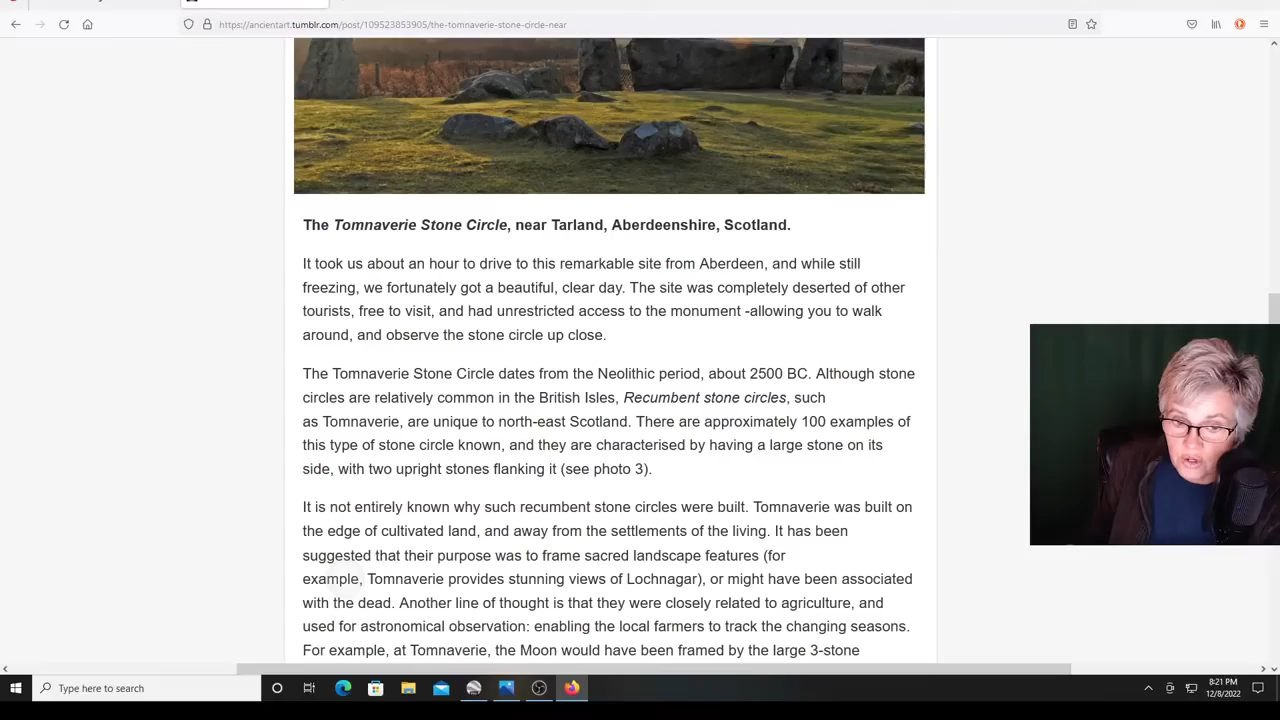 https://ancientart.tumblr.com/post/109523853905/the-tomnaverie-stone-circle-near
The Tomnaverie Stone Circle, near Tarland, Aberdeenshire, Scotland.
It took us about an hour to drive to this remarkable site from Aberdeen, and while still
freezing, we fortunately got a beautiful, clear day. The site was completely deserted of other
tourists, free to visit, and had unrestricted access to the monument -allowing you to walk
around, and observe the stone circle up close.
The Tomnaverie Stone Circle dates from the Neolithic period, about 2500 BC. Although stone
circles are relatively common in the British Isles, Recumbent stone circles, such
as Tomnaverie, are unique to north-east Scotland. There are approximately 100 examples of
this type of stone circle known, and they are characterised by having a large stone on its
side, with two upright stones flanking it (see photo 3).
It is not entirely known why such recumbent stone circles were built. Tomnaverie was built on
the edge of cultivated land, and away from the settlements of the living. It has been
suggested that their purpose was to frame sacred landscape features (for
example, Tomnaverie provides stunning views of Lochnagar), or might have been associated
with the dead. Another line of thought is that they were closely related to agriculture, and
used for astronomical observation: enabling the local farmers to track the changing seasons.
For example, at Tomnaverie, the Moon would have been framed by the large 3-stone
Type here to search
8:21 PM
12/8/2022